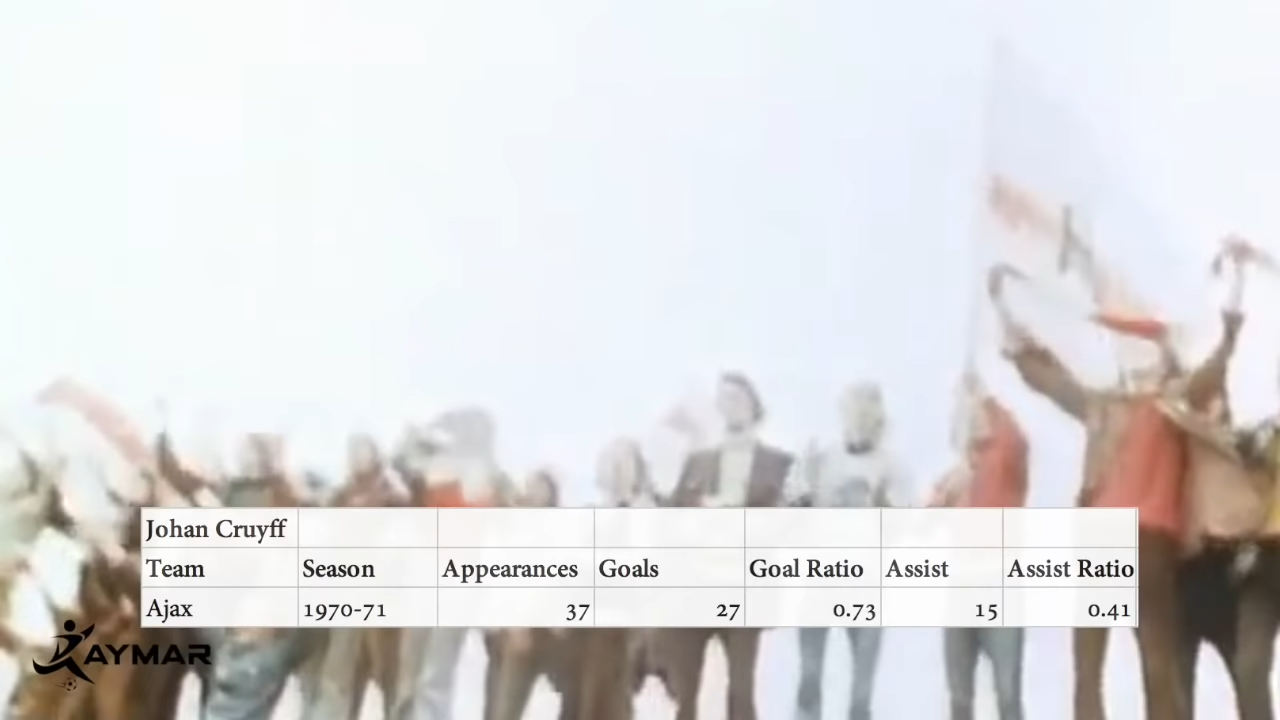 Johan Cruyff
Team Season Appearances Goals Goal Ratio Assist Assist Ratio
Ajax 1970-71 37 27 0.73 15 0.41
AYMAR